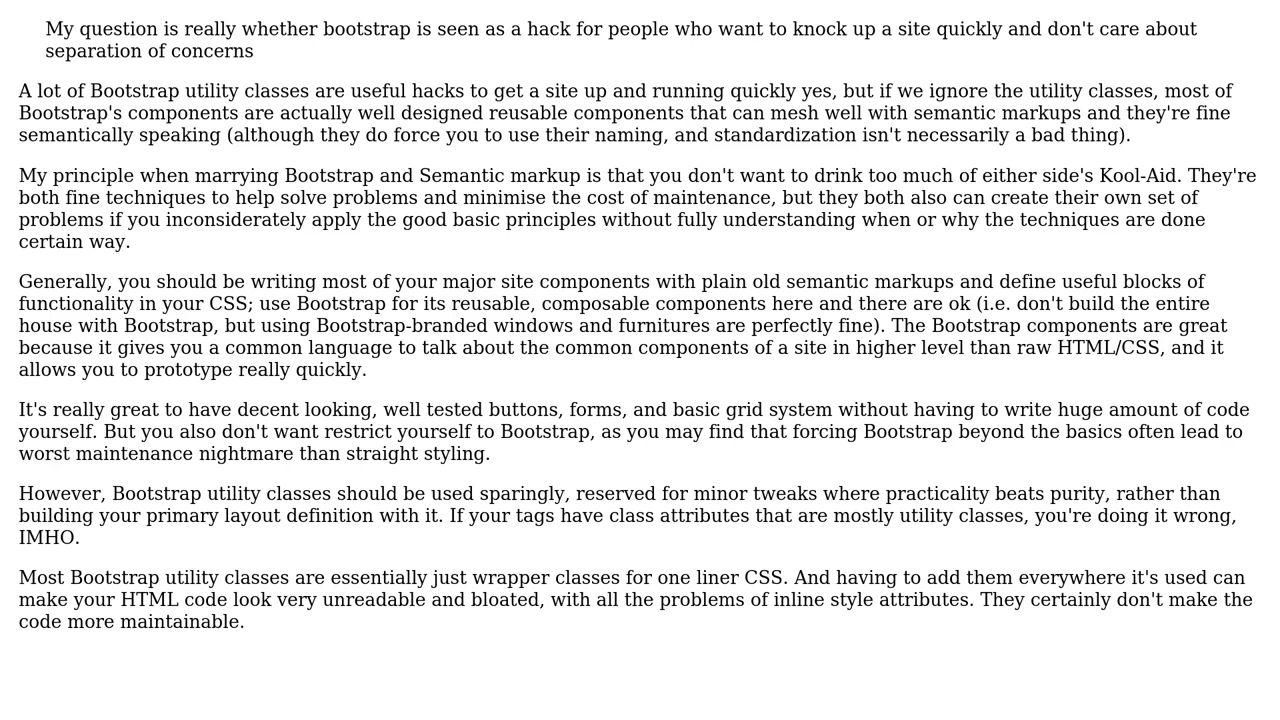 My question is really whether bootstrap is seen as a hack for people who want to knock up a site quickly and don't care about
separation of concerns
A lot of Bootstrap utility classes are useful hacks to get a site up and running quickly yes, but if we ignore the utility classes, most of
Bootstrap's components are actually well designed reusable components that can mesh well with semantic markups and they're fine
semantically speaking (although they do force you to use their naming, and standardization isn't necessarily a bad thing).
My principle when marrying Bootstrap and Semantic markup is that you don't want to drink too much of either side's Kool-Aid. They're
both fine techniques to help solve problems and minimise the cost of maintenance, but they both also can create their own set of
problems if you inconsiderately apply the good basic principles without fully understanding when or why the techniques are done
certain way.
Generally, you should be writing most of your major site components with plain old semantic markups and define useful blocks of
functionality in your CSS; use Bootstrap for its reusable, composable components here and there are ok (i.e. don't build the entire
house with Bootstrap, but using Bootstrap-branded windows and furnitures are perfectly fine). The Bootstrap components are great
because it gives you a common language to talk about the common components of a site in higher level than raw HTML/CSS, and it
allows you to prototype really quickly.
It's really great to have decent looking, well tested buttons, forms, and basic grid system without having to write huge amount of code
yourself. But you also don't want restrict yourself to Bootstrap, as you may find that forcing Bootstrap beyond the basics often lead to
worst maintenance nightmare than straight styling.
However, Bootstrap utility classes should be used sparingly, reserved for minor tweaks where practicality beats purity, rather than
building your primary layout definition with it. If your tags have class attributes that are mostly utility classes, you're doing it wrong,
IMHO.
Most Bootstrap utility classes are essentially just wrapper classes for one liner CSS. And having to add them everywhere it's used can
make your HTML code look very unreadable and bloated, with all the problems of inline style attributes. They certainly don't make the
code more maintainable.